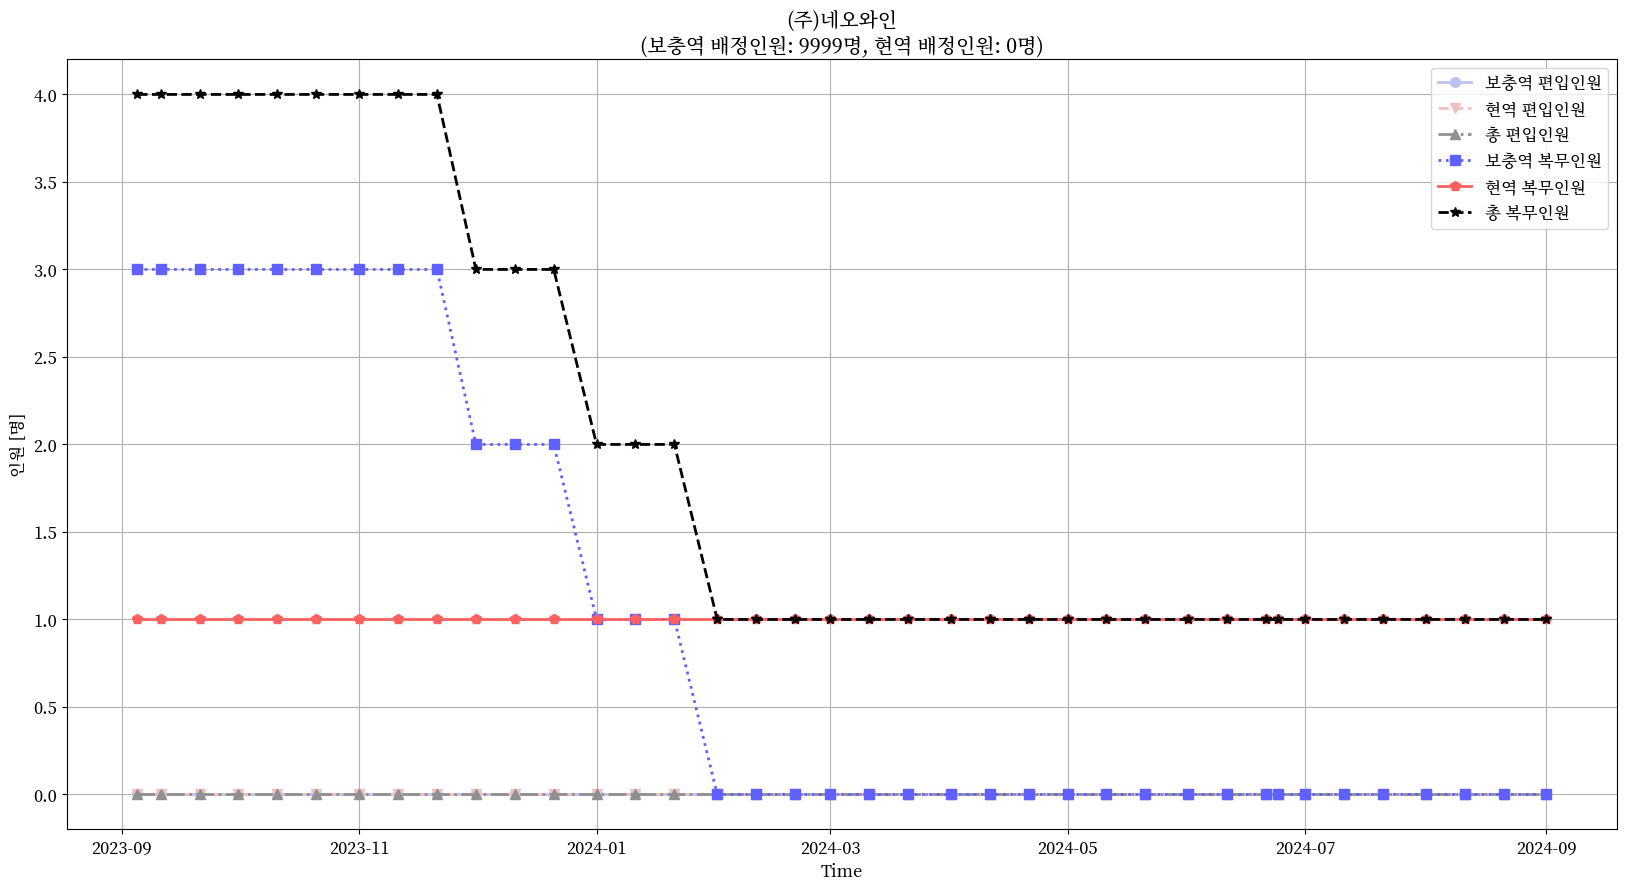 (주)네오와인
(보충역 배정인원: 9999명, 현역 배정인원: 0명)
보충역 편입인원
현역 편입인원
총 편입인원
보충역 복무인원
현역 복무인원
총 복무인원
인원 [명]
4.0
3.5
3.0
2.5
2.0
1.5
1.0
0.5
0.0
2023-09
2023-11
2024-01
2024-03
2024-05
2024-07
2024-09
Time